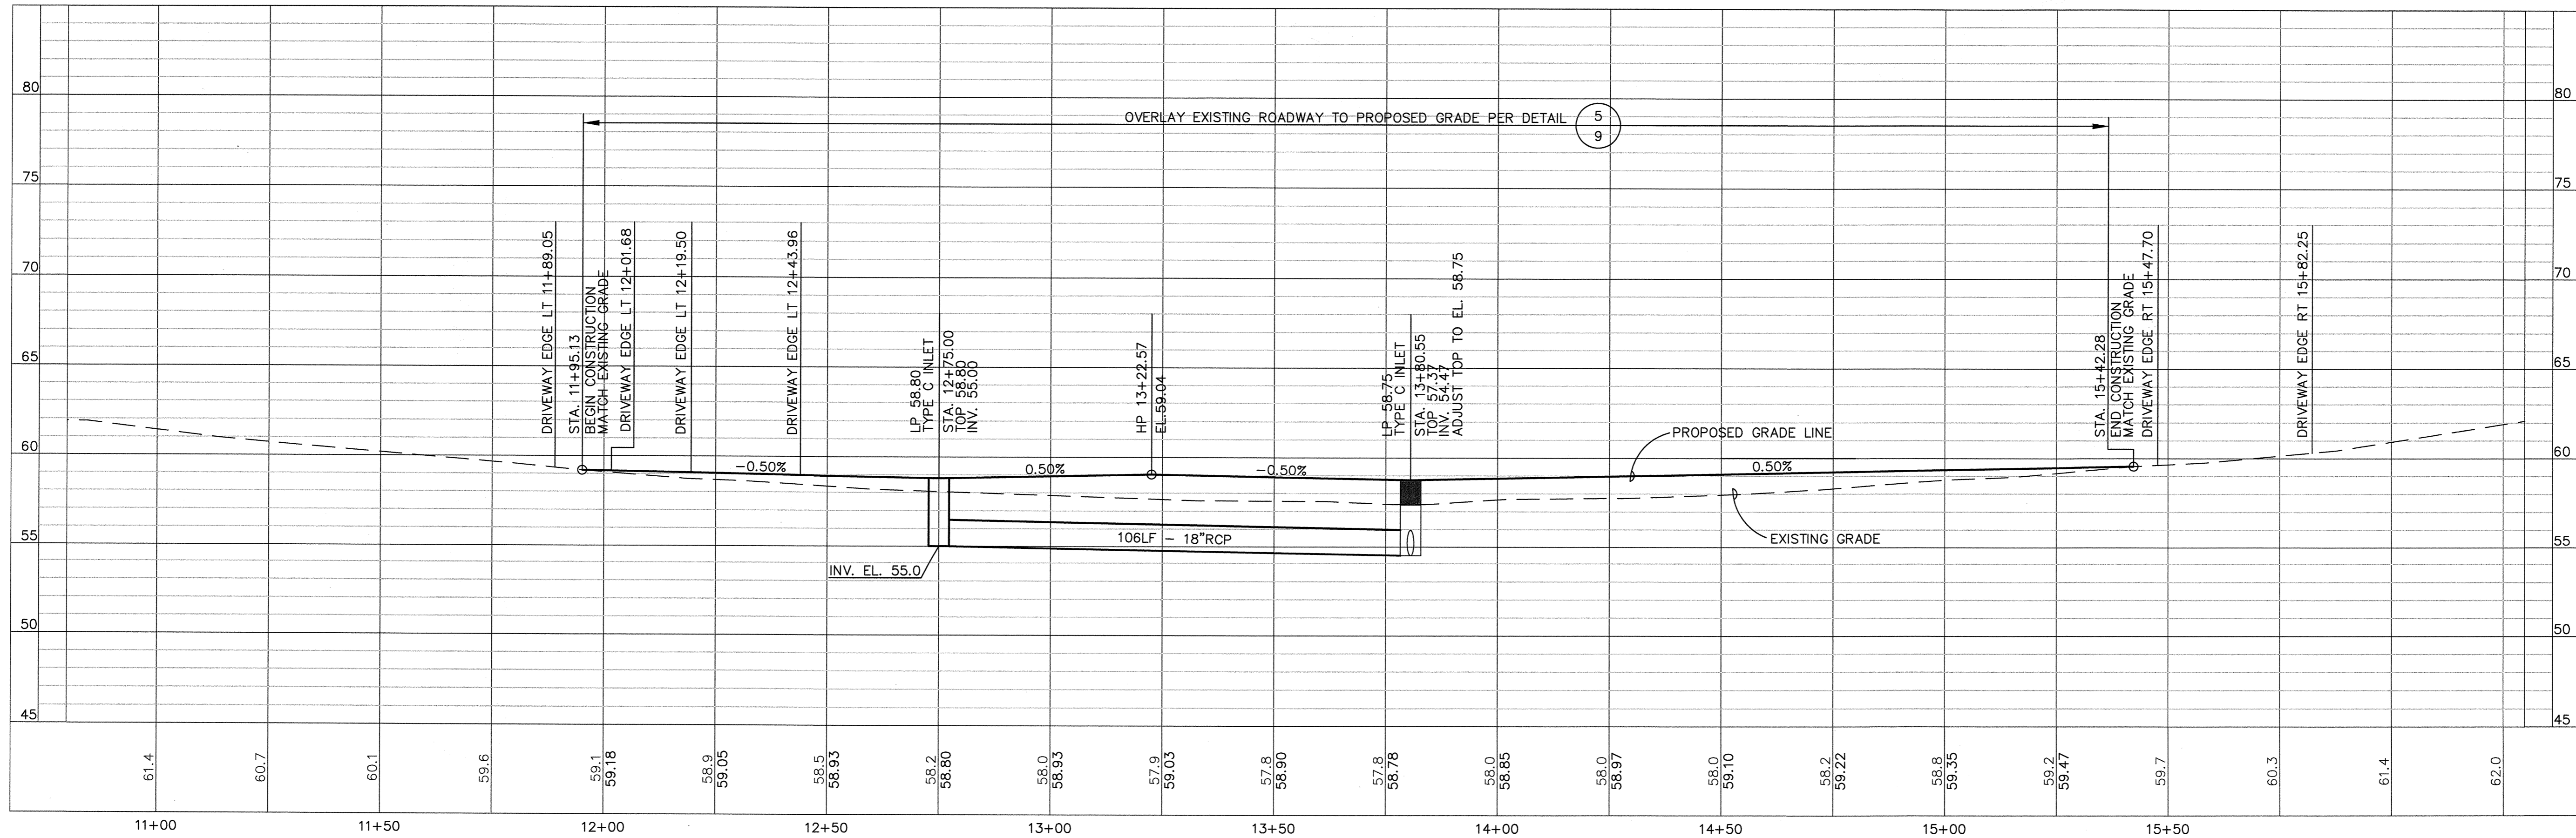 80
80
OVERLAY EXISTING ROADWAY TO PROPOSED GRADE PER DETAIL
5
9
75
75
70
70
65
65
60
60
55
55
50
50
45
45
DRIVEWAY EDGE LT 11+89.05
STA. 11+95.13
BEGIN CONSTRUCTION
MATCH EXISTING GRADE
DRIVEWAY EDGE LT 12+01.68
DRIVEWAY EDGE LT 12+19.50
DRIVEWAY EDGE LT 12+43.96
LP 58.80
TYPE C INLET
STA. 12+75.00
TOP 58.80
INV. 55.00
HP 13+22.57
EL.59.04
LP 58.75
TYPE C INLET
STA. 13+80.55
TOP 57.37
INV. 54.47
ADJUST TOP TO EL. 58.75
STA. 15+42.28
END CONSTRUCTION
MATCH EXISTING GRADE
DRIVEWAY EDGE RT 15+47.70
DRIVEWAY EDGE RT 15+82.25
PROPOSED GRADE LINE
-0.50%
0.50%
-0.50%
0.50%
106LF - 18"RCP
EXISTING GRADE
INV. EL. 55.0
61.4
60.7
60.1
59.6
59.1
59.18
58.9
59.05
58.5
58.93
58.2
58.80
58.0
58.93
57.9
59.03
57.8
58.90
57.8
58.78
58.0
58.85
58.0
58.97
58.0
59.10
58.2
59.22
58.8
59.35
59.2
59.47
59.7
60.3
61.4
62.0
11+00
11+50
12+00
12+50
13+00
13+50
14+00
14+50
15+00
15+50